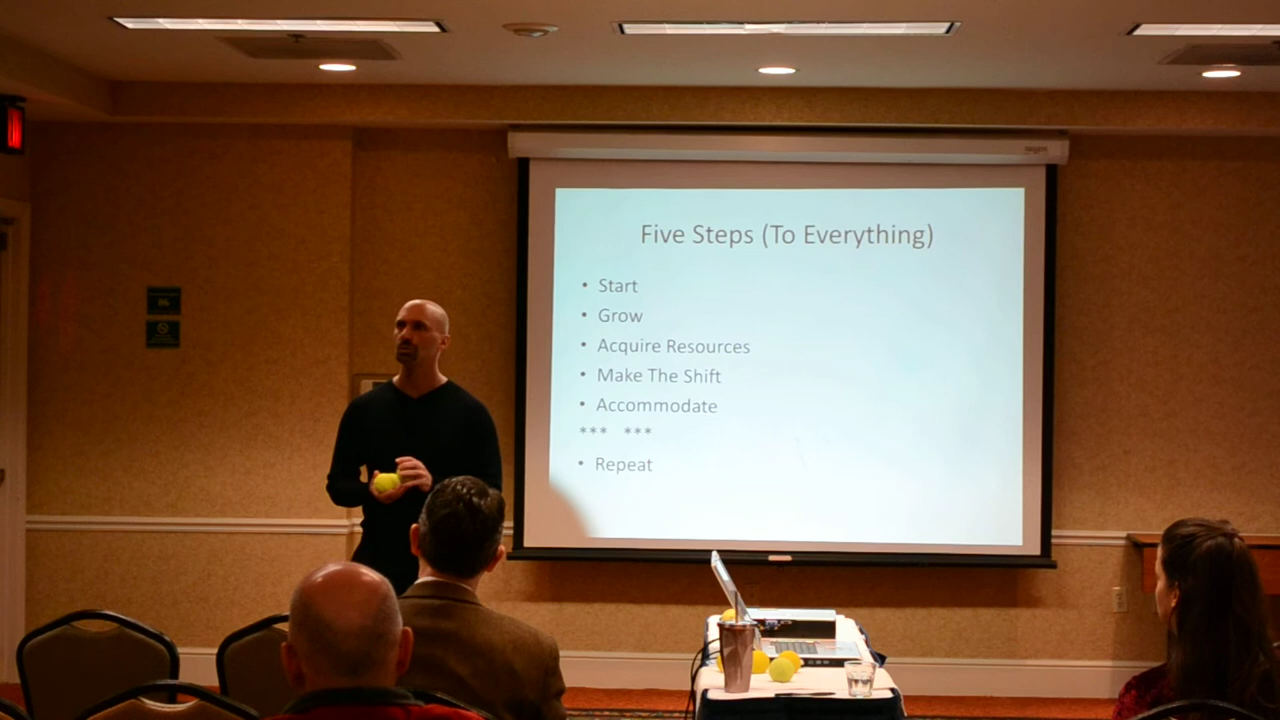 Five Steps (To Everything)
• Start
• Grow
• Acquire Resources
• Make The Shift
• Accommodate
*** ***
• Repeat